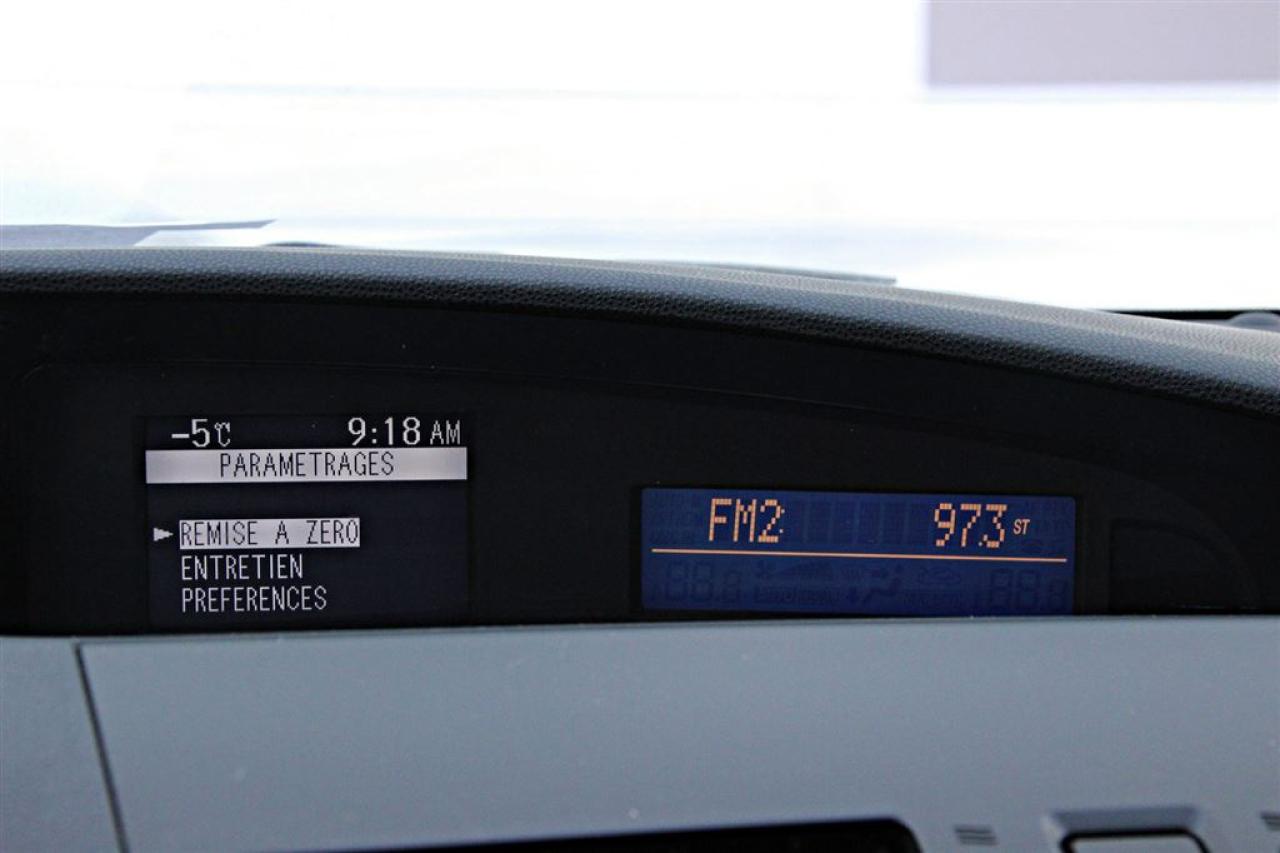 -5℃ 9:18 AM
PARAMETRAGES
REMISE A ZERO
ENTRETIEN
PREFERENCES
FM2 97.3 ST